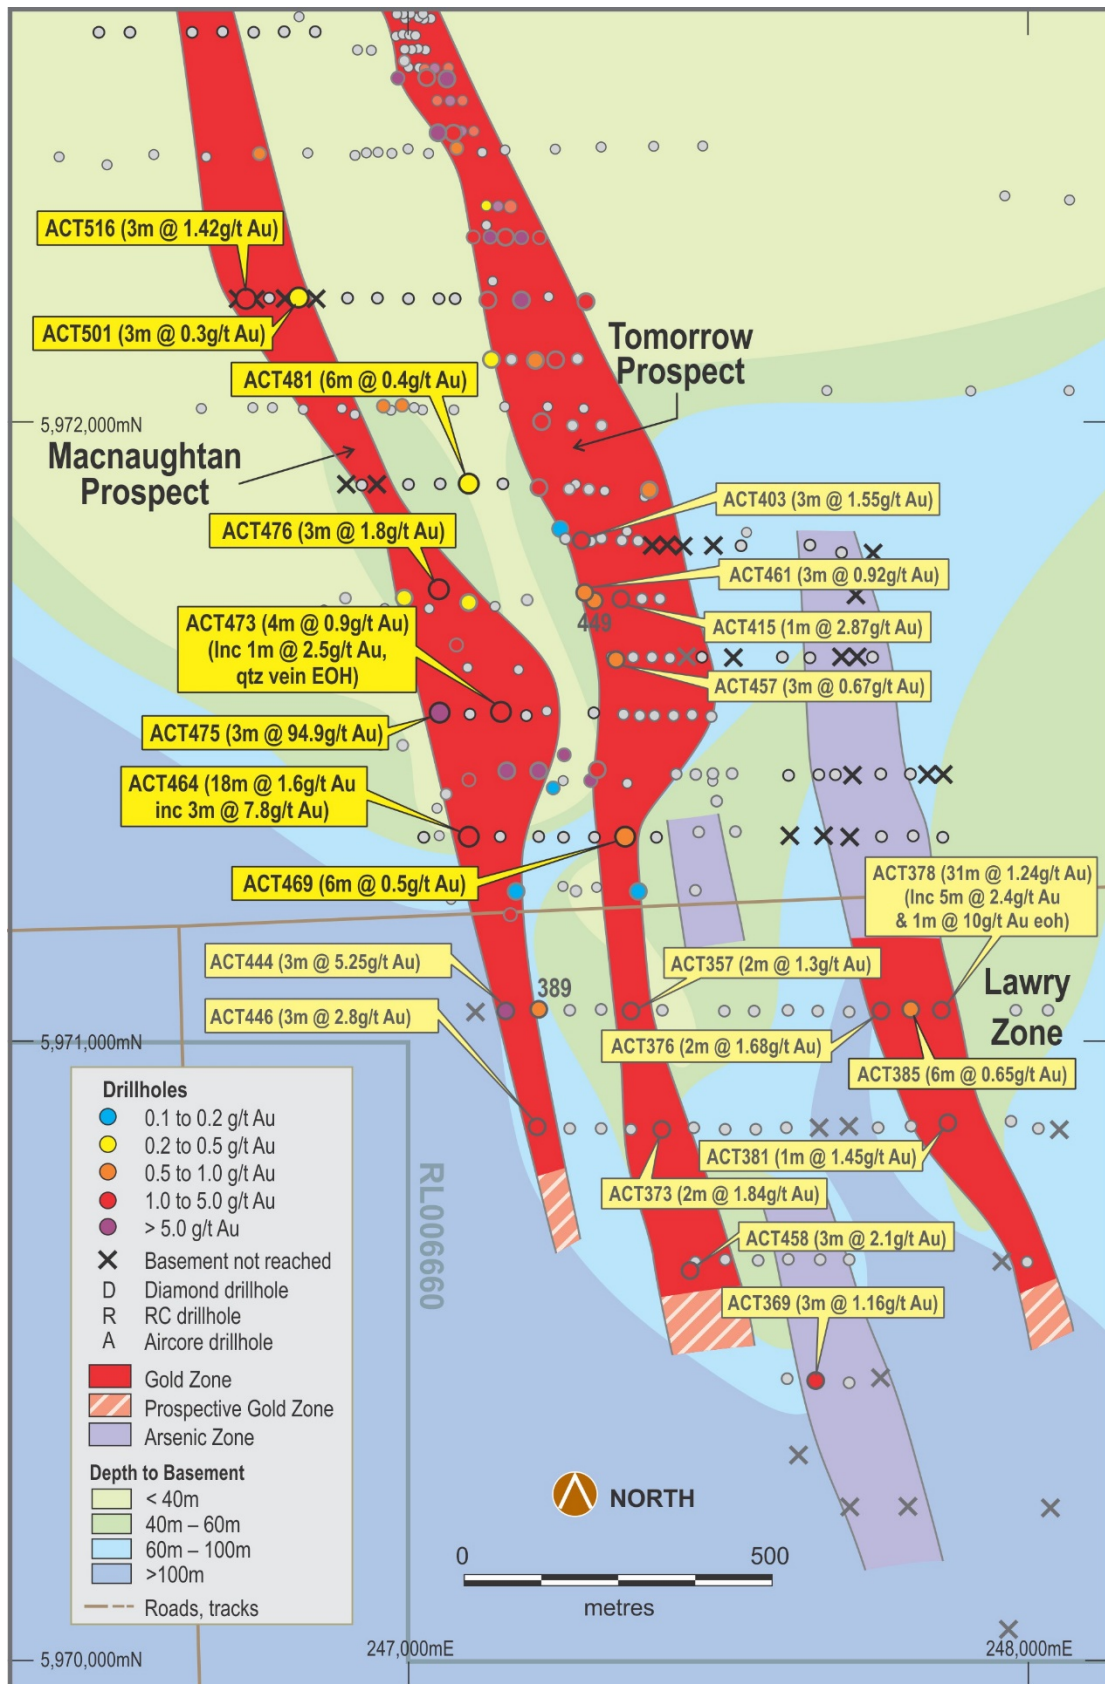 ACT516 (3m @ 1.42g/t Au)
ACT501 (3m @ 0.3g/t Au)
Tomorrow
Prospect
ACT481 (6m @ 0.4g/t Au)
5,972,000mN
Macnaughtan
Prospect
ACT403 (3m @ 1.55g/t Au)
ACT476 (3m @ 1.8g/t Au)
ACT461 (3m @ 0.92g/t Au)
ACT473 (4m @ 0.9g/t Au)
(Inc 1m @ 2.5g/t Au,
qtz vein EOH)
449
ACT415 (1m @ 2.87g/t Au)
ACT457 (3m @ 0.67g/t Au)
ACT475 (3m @ 94.9g/t Au)
ACT464 (18m @ 1.6g/t Au
inc 3m @ 7.8g/t Au)
ACT469 (6m @ 0.5g/t Au)
ACT378 (31m @ 1.24g/t Au)
(Inc 5m @ 2.4g/t Au
& 1m @ 10g/t Au eoh)
ACT444 (3m @ 5.25g/t Au)
389
ACT357 (2m @ 1.3g/t Au)
Lawry
Zone
ACT446 (3m @ 2.8g/t Au)
5,971,000mN
ACT376 (2m @ 1.68g/t Au)
ACT385 (6m @ 0.65g/t Au)
ACT381 (1m @ 1.45g/t Au)
ACT373 (2m @ 1.84g/t Au)
ACT458 (3m @ 2.1g/t Au)
ACT369 (3m @ 1.16g/t Au)
RL006660
Drillholes
0.1 to 0.2 g/t Au
0.2 to 0.5 g/t Au
0.5 to 1.0 g/t Au
1.0 to 5.0 g/t Au
> 5.0 g/t Au
Basement not reached
D Diamond drillhole
R RC drillhole
A Aircore drillhole
Gold Zone
Prospective Gold Zone
Arsenic Zone
Depth to Basement
< 40m
40m – 60m
60m – 100m
>100m
Roads, tracks
NORTH
0 500
metres
5,970,000mN
247,000mE
248,000mE